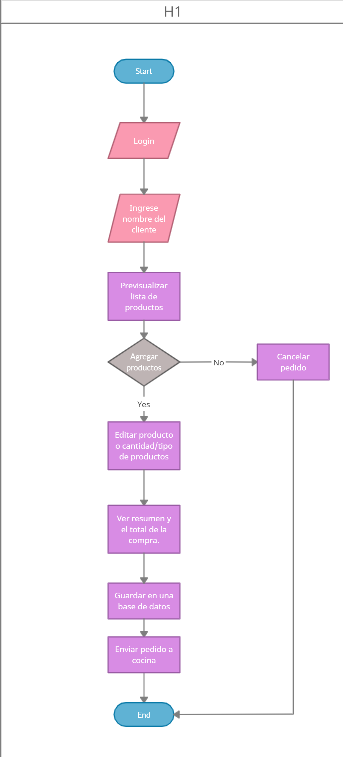 H1
Start
Login
Ingrese
nombre del
cliente
Previsualizar
lista de
productos
Agregar
productos
No
Cancelar
pedido
Yes
Editar producto
o cantidad/tipo
de productos
Ver resumen y
el total de la
compra.
Guardar en una
base de datos
Enviar pedido a
cocina
End